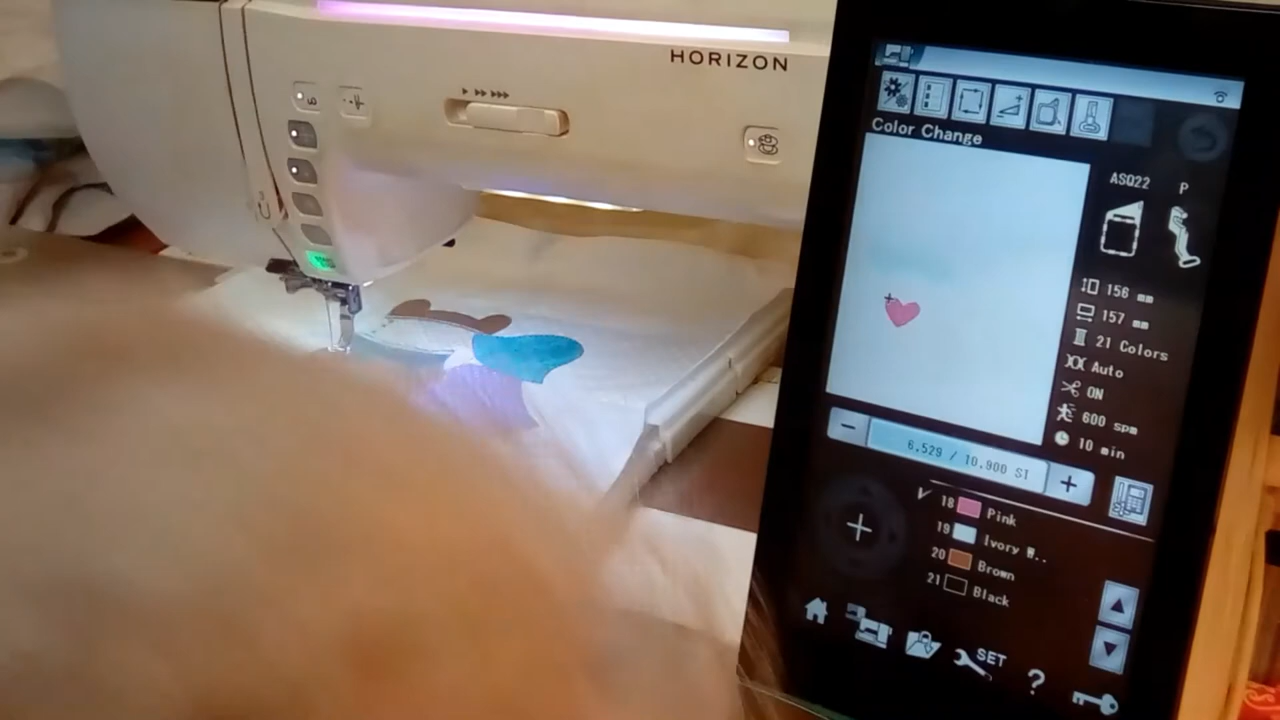 HORIZON
Color Change
ASQ22 P
156 mm
157 mm
21 Colors
Auto
ON
600 spm
10 min
6,529 / 10,900 ST
18 Pink
19 Ivory W..
20 Brown
21 Black
SET
?